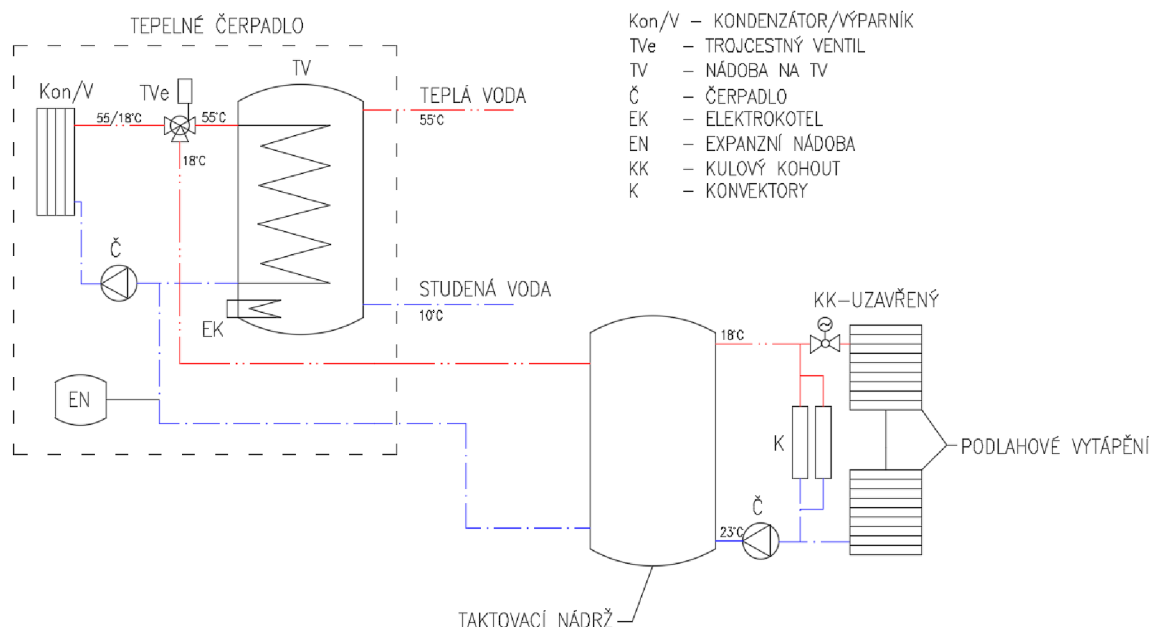 TEPELNÉ ČERPADLO
Kon/V – KONDENZÁTOR/VÝPARNÍK
TVe – TROJCESTNÝ VENTIL
TV – NÁDOBA NA TV
Č – ČERPADLO
EK – ELEKTROKOTEL
EN – EXPANZNÍ NÁDOBA
KK – KULOVÝ KOHOUT
K – KONVEKTORY
Kon/V
TVe
TV
55/18°C
55°C
18°C
TEPLÁ VODA
55°C
Č
STUDENÁ VODA
10°C
EK
EN
KK–UZAVŘENÝ
18°C
K
PODLAHOVÉ VYTÁPĚNÍ
Č
23°C
TAKTOVACÍ NÁDRŽ